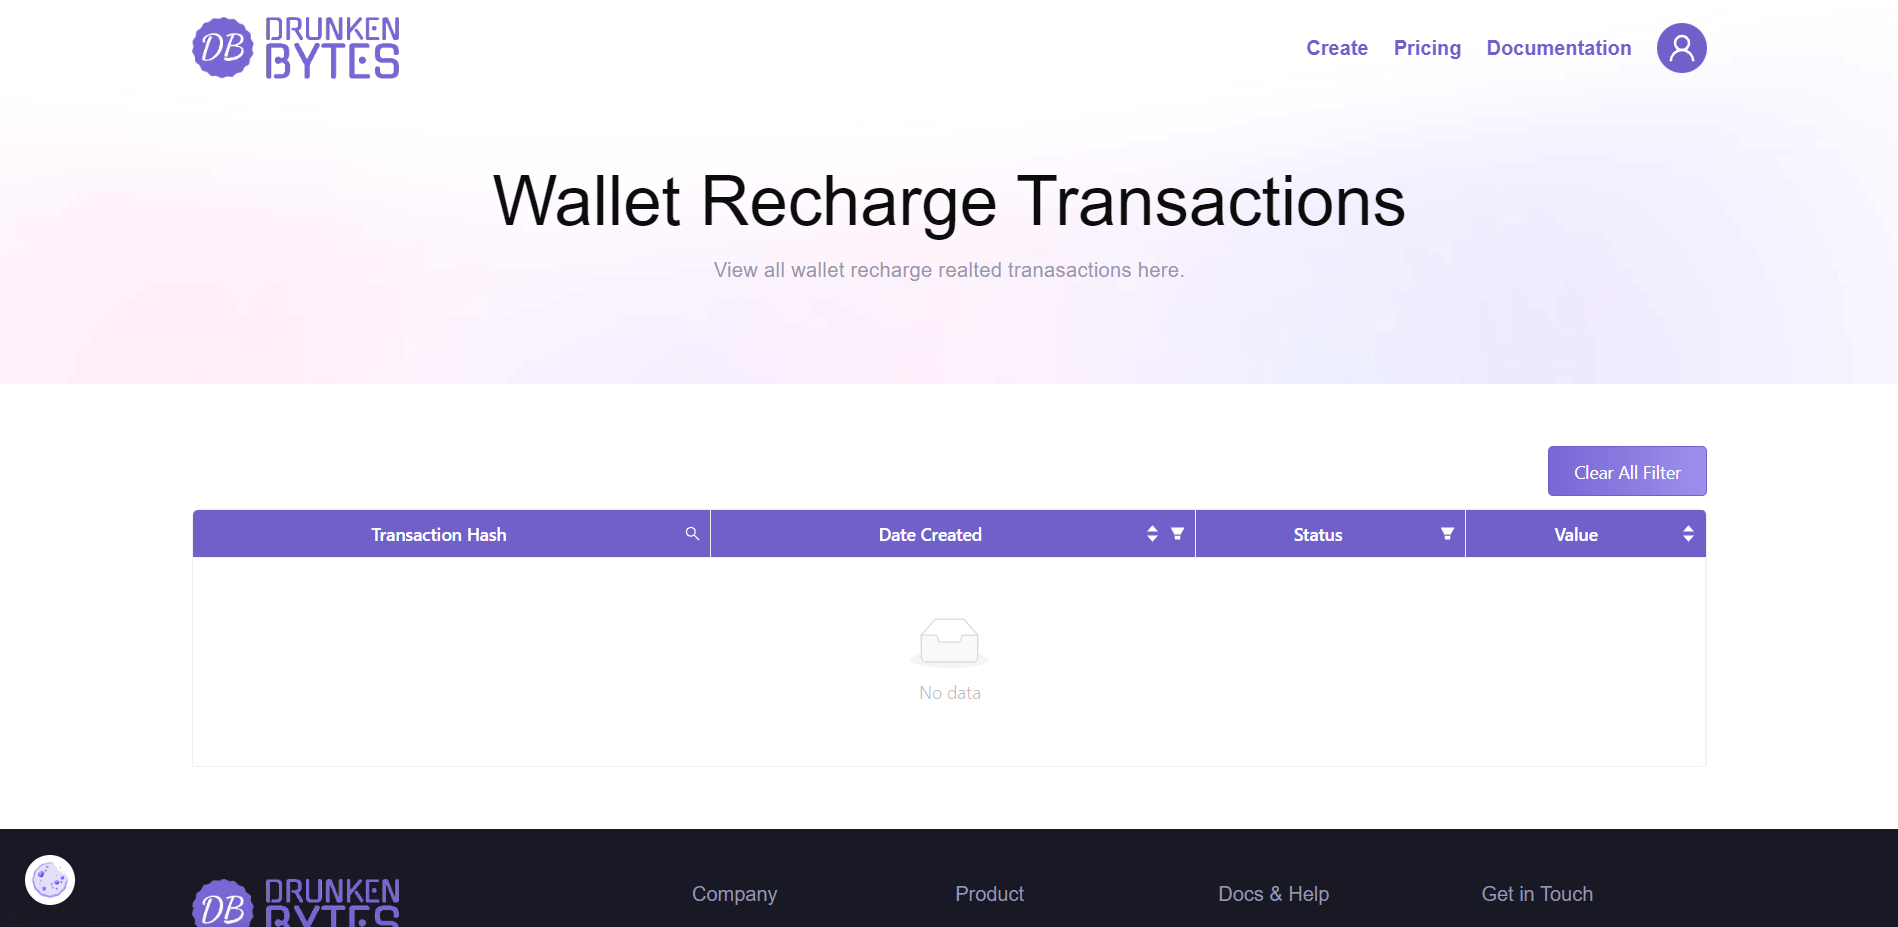 DB DRUNKEN
BYTES
Create Pricing Documentation
Wallet Recharge Transactions
View all wallet recharge realted tranasactions here.
Clear All Filter
Transaction Hash Date Created Status Value
No data
DB DRUNKEN
BYTES
Company Product Docs & Help Get in Touch